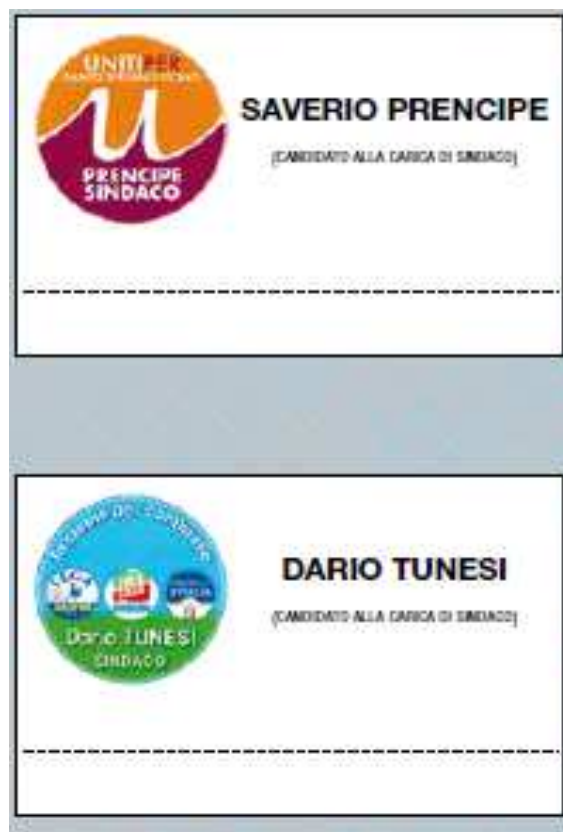 UNITI PER
PRENCIPE
SINDACO
SAVERIO PRENCIPE
(CANDIDATO ALLA CARICA DI SINDACO)
Dario TUNESI
SINDACO
DARIO TUNESI
(CANDIDATO ALLA CARICA DI SINDACO)